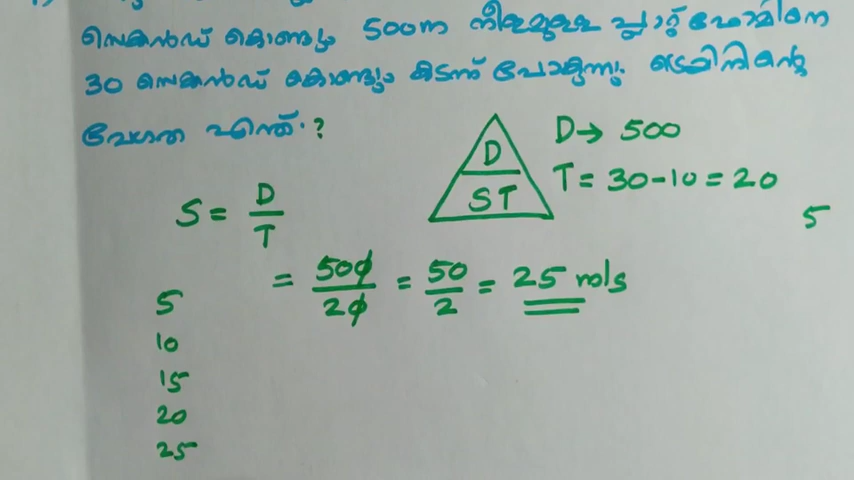 സെക്കൻഡ് കൊണ്ടും 500m നീളമുള്ള പ്ലാറ്റ്ഫോമിനെ
30 സെക്കൻഡ് കൊണ്ടും കടന്ന് പോകുന്നു. ട്രെയിനിന്റെ
വേഗത എന്ത്.?
D
ST
D → 500
T = 30-10 = 20
5
S = D/T
= 500/20 = 50/2 = 25 m/s
5
10
15
20
25